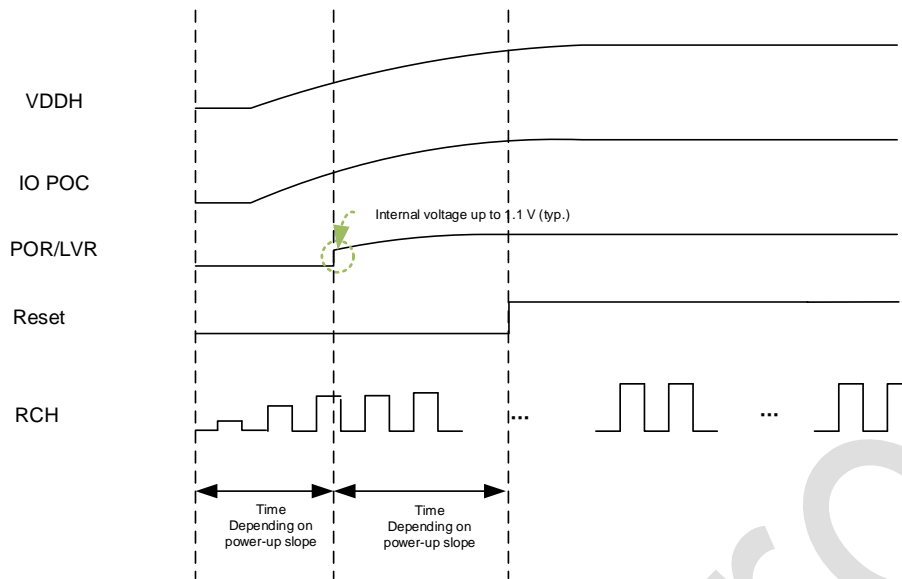 VDDH
IO POC
Internal voltage up to 1.1 V (typ.)
POR/LVR
Reset
RCH
...
...
Time
Depending on
power-up slope
Time
Depending on
power-up slope